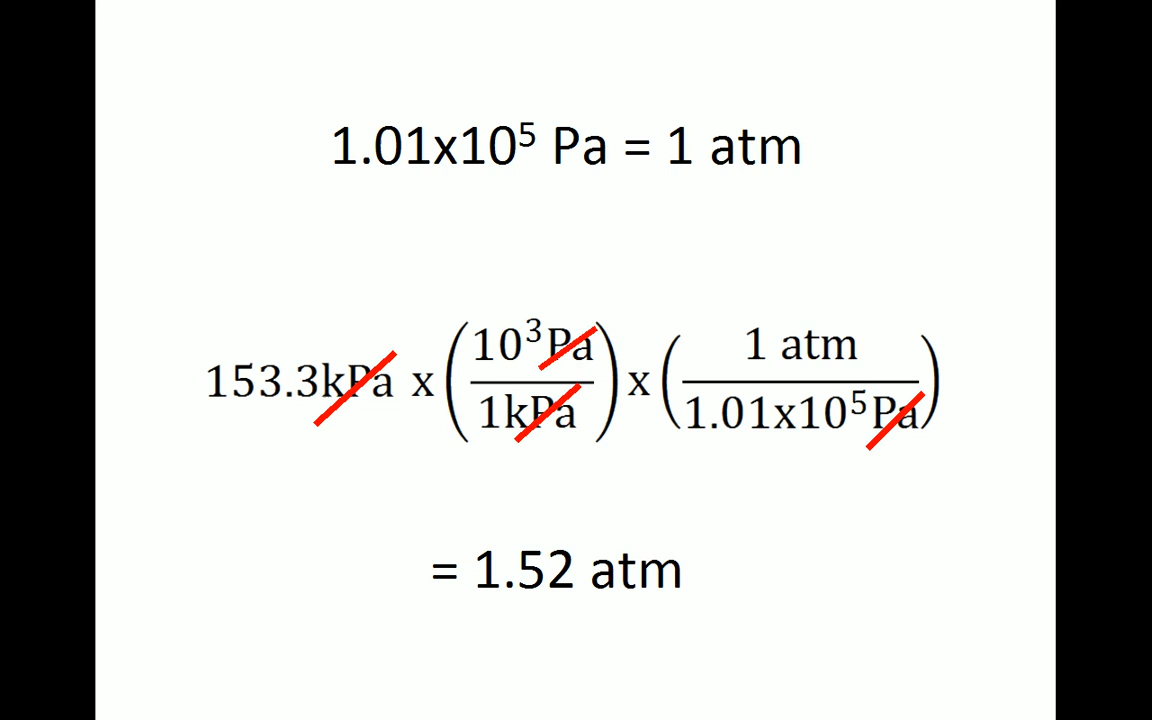 1.01x10⁵ Pa = 1 atm
153.3kPa x (10³Pa/1kPa) x (1 atm/1.01x10⁵Pa)
= 1.52 atm